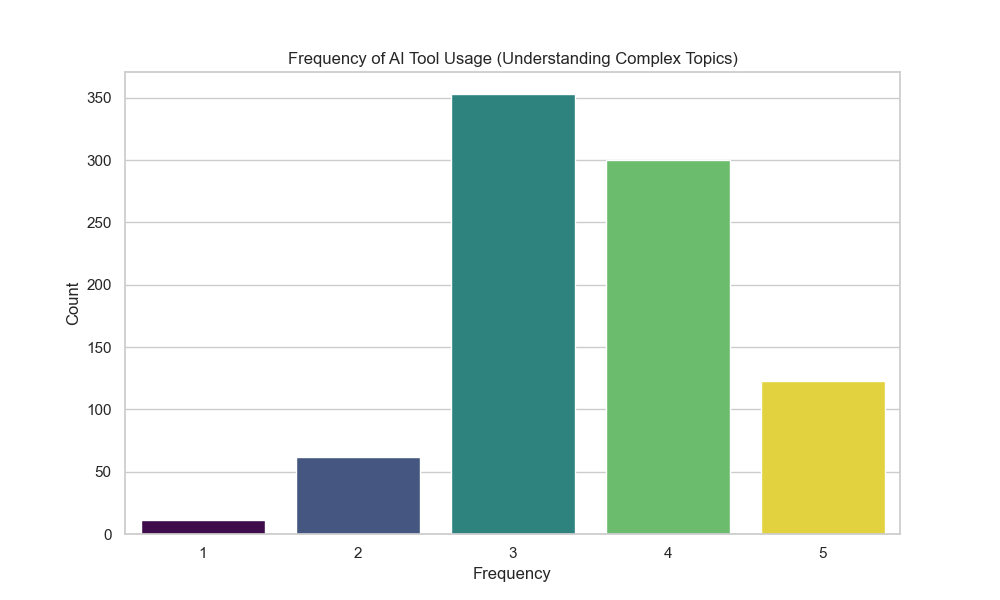 Frequency of AI Tool Usage (Understanding Complex Topics)
350
300
250
200
150
100
50
0
Count
1 2 3 4 5
Frequency